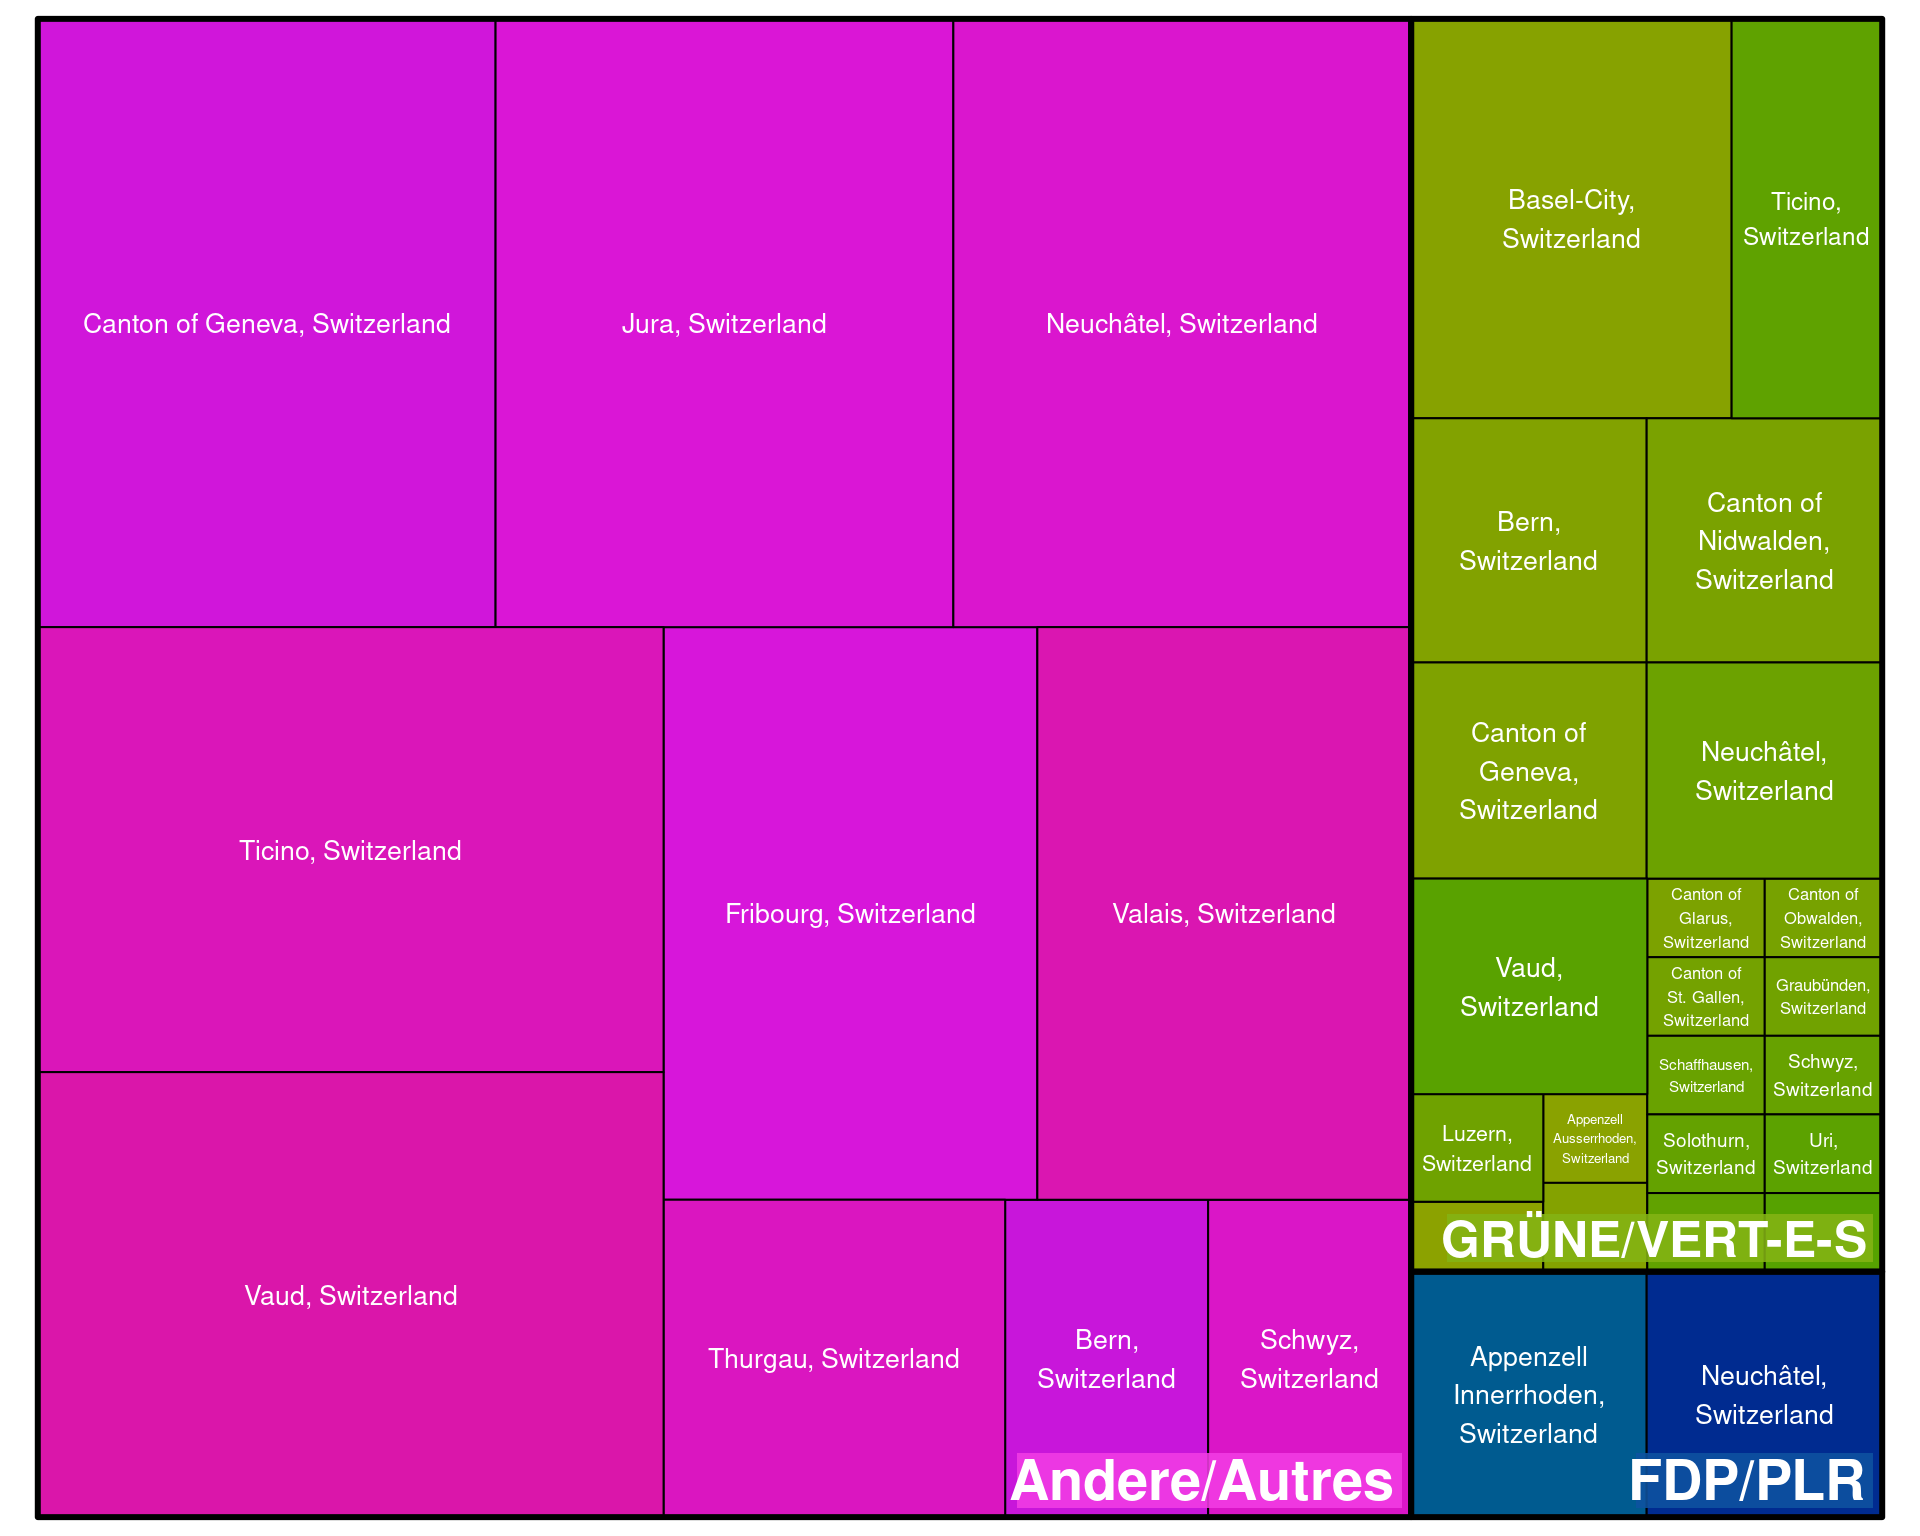 Canton of Geneva, Switzerland
Jura, Switzerland
Neuchâtel, Switzerland
Ticino, Switzerland
Fribourg, Switzerland
Valais, Switzerland
Vaud, Switzerland
Thurgau, Switzerland
Bern,
Switzerland
Schwyz,
Switzerland
Andere/Autres
Basel-City,
Switzerland
Ticino,
Switzerland
Bern,
Switzerland
Canton of
Nidwalden,
Switzerland
Canton of
Geneva,
Switzerland
Neuchâtel,
Switzerland
Vaud,
Switzerland
Canton of
Glarus,
Switzerland
Canton of
Obwalden,
Switzerland
Canton of
St. Gallen,
Switzerland
Graubünden,
Switzerland
Schaffhausen,
Switzerland
Schwyz,
Switzerland
Luzern,
Switzerland
Appenzell
Ausserrhoden,
Switzerland
Solothurn,
Switzerland
Uri,
Switzerland
GRÜNE/VERT-E-S
Appenzell
Innerrhoden,
Switzerland
Neuchâtel,
Switzerland
FDP/PLR